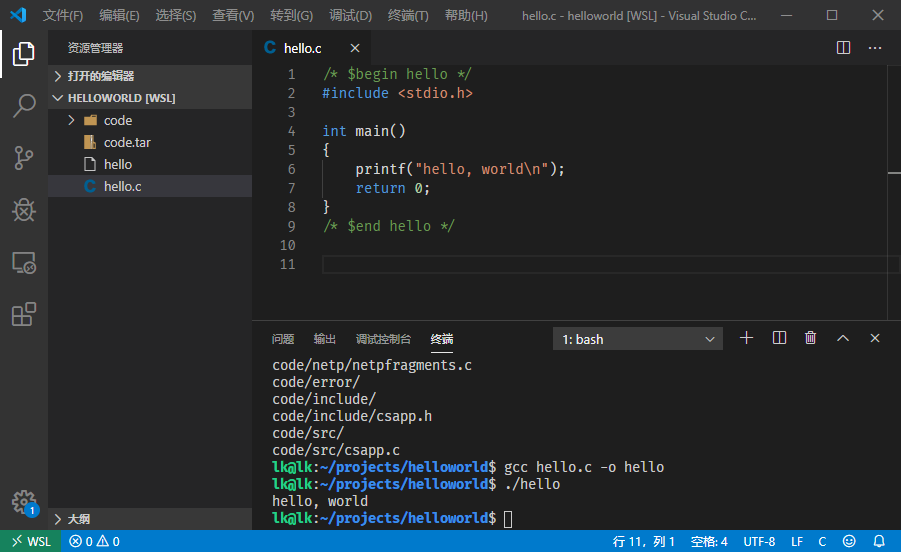 文件(F) 编辑(E) 选择(S) 查看(V) 转到(G) 调试(D) 终端(T) 帮助(H) hello.c - helloworld [WSL] - Visual Studio C...
资源管理器
打开的编辑器
HELLOWORLD [WSL]
code
code.tar
hello
C hello.c
大纲
1
C hello.c
1 /* $begin hello */
2 #include <stdio.h>
3
4 int main()
5 {
6     printf("hello, world\n");
7     return 0;
8 }
9 /* $end hello */
10
11
问题 输出 调试控制台 终端 1: bash
code/netp/netpfragments.c
code/error/
code/include/
code/include/csapp.h
code/src/
code/src/csapp.c
lk@lk:~/projects/helloworld$ gcc hello.c -o hello
lk@lk:~/projects/helloworld$ ./hello
hello, world
lk@lk:~/projects/helloworld$
WSL 0 0 行 11，列 1 空格: 4 UTF-8 LF C